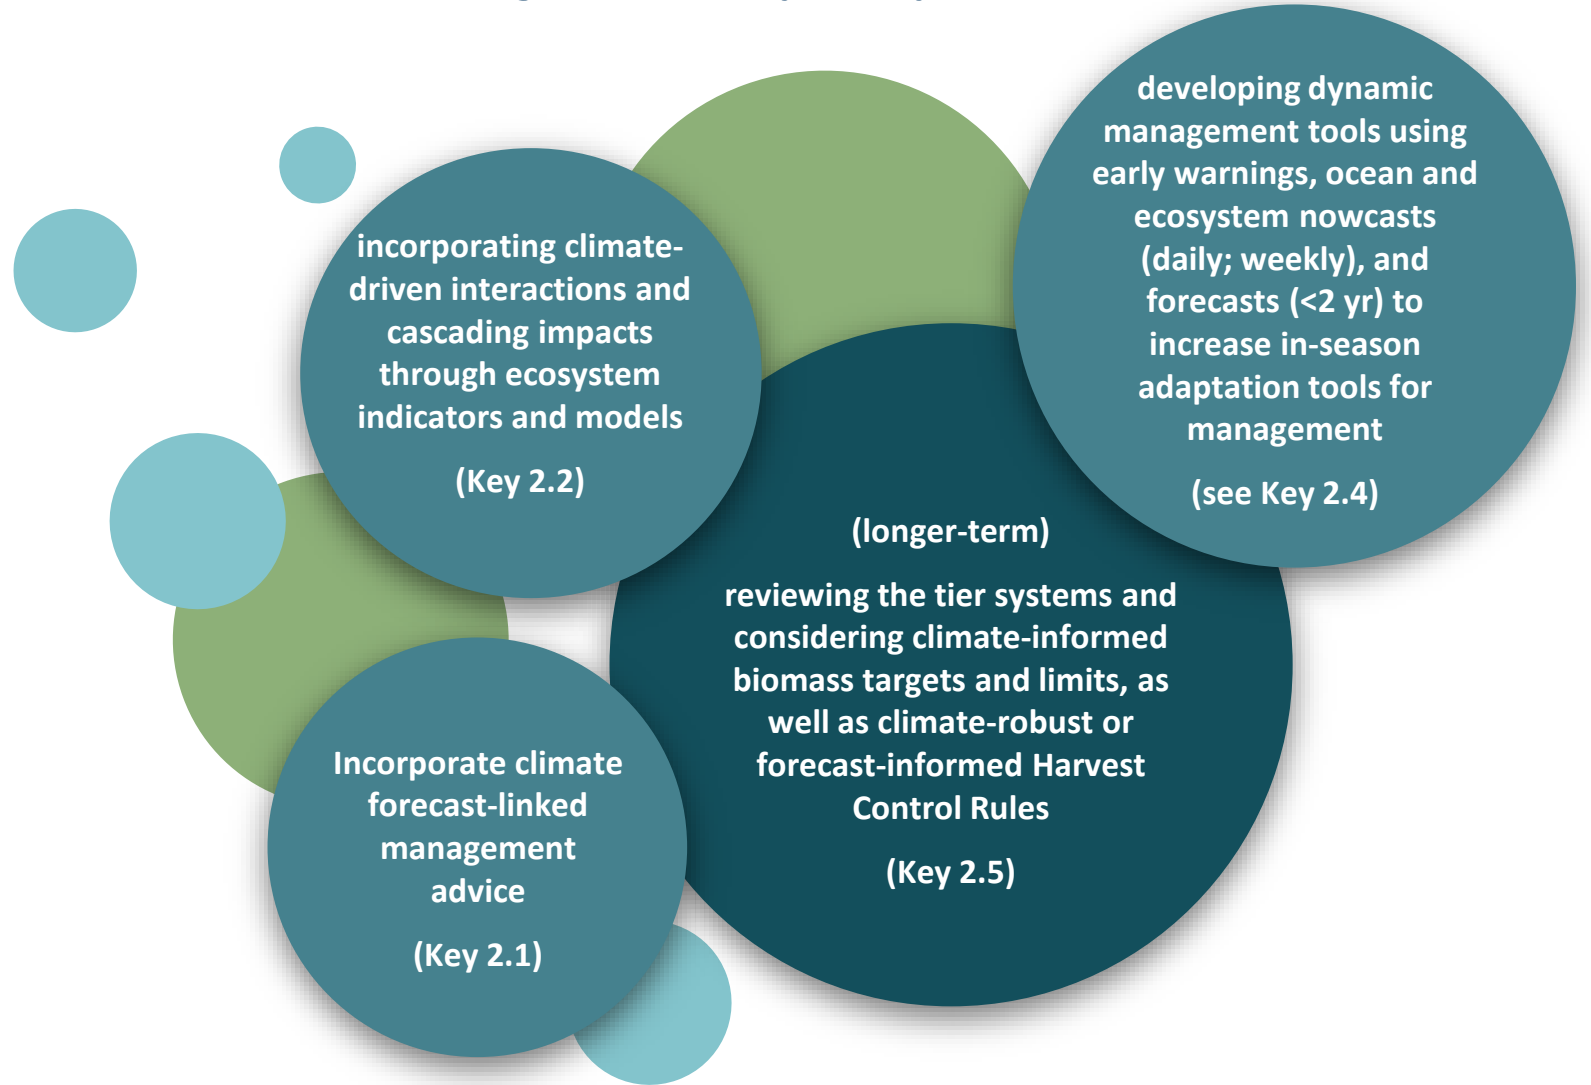 incorporating climate-
driven interactions and
cascading impacts
through ecosystem
indicators and models
(Key 2.2)
developing dynamic
management tools using
early warnings, ocean and
ecosystem nowcasts
(daily; weekly), and
forecasts (<2 yr) to
increase in-season
adaptation tools for
management
(see Key 2.4)
(longer-term)
reviewing the tier systems and
considering climate-informed
biomass targets and limits, as
well as climate-robust or
forecast-informed Harvest
Control Rules
(Key 2.5)
Incorporate climate
forecast-linked
management
advice
(Key 2.1)